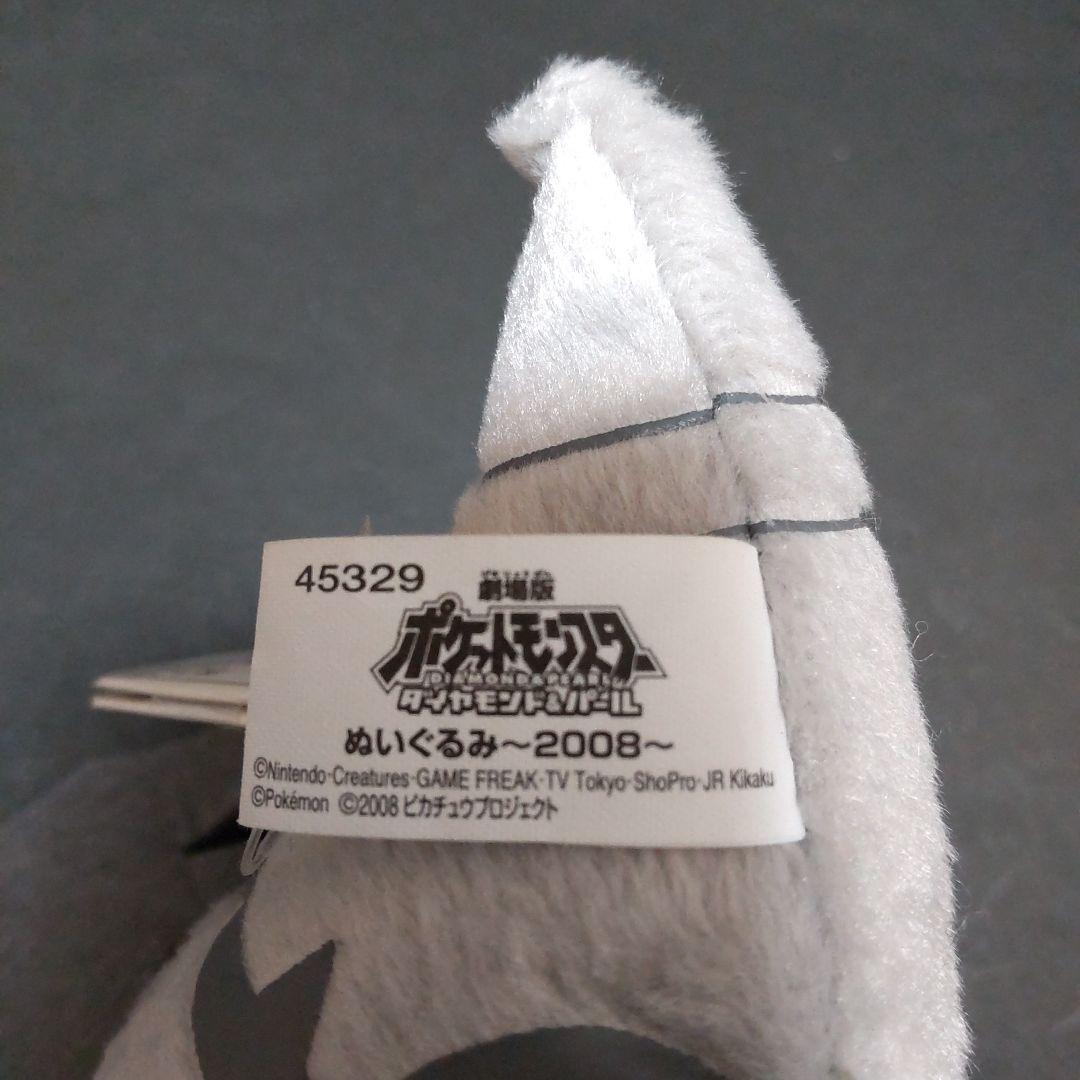 45329
劇場版
ポケットモンスター
DIAMOND&PEARL
ダイヤモンド&パール
ぬいぐるみ〜2008〜
©Nintendo·Creatures·GAME FREAK·TV Tokyo·ShoPro·JR Kikaku
©Pokémon ©2008 ピカチュウプロジェクト